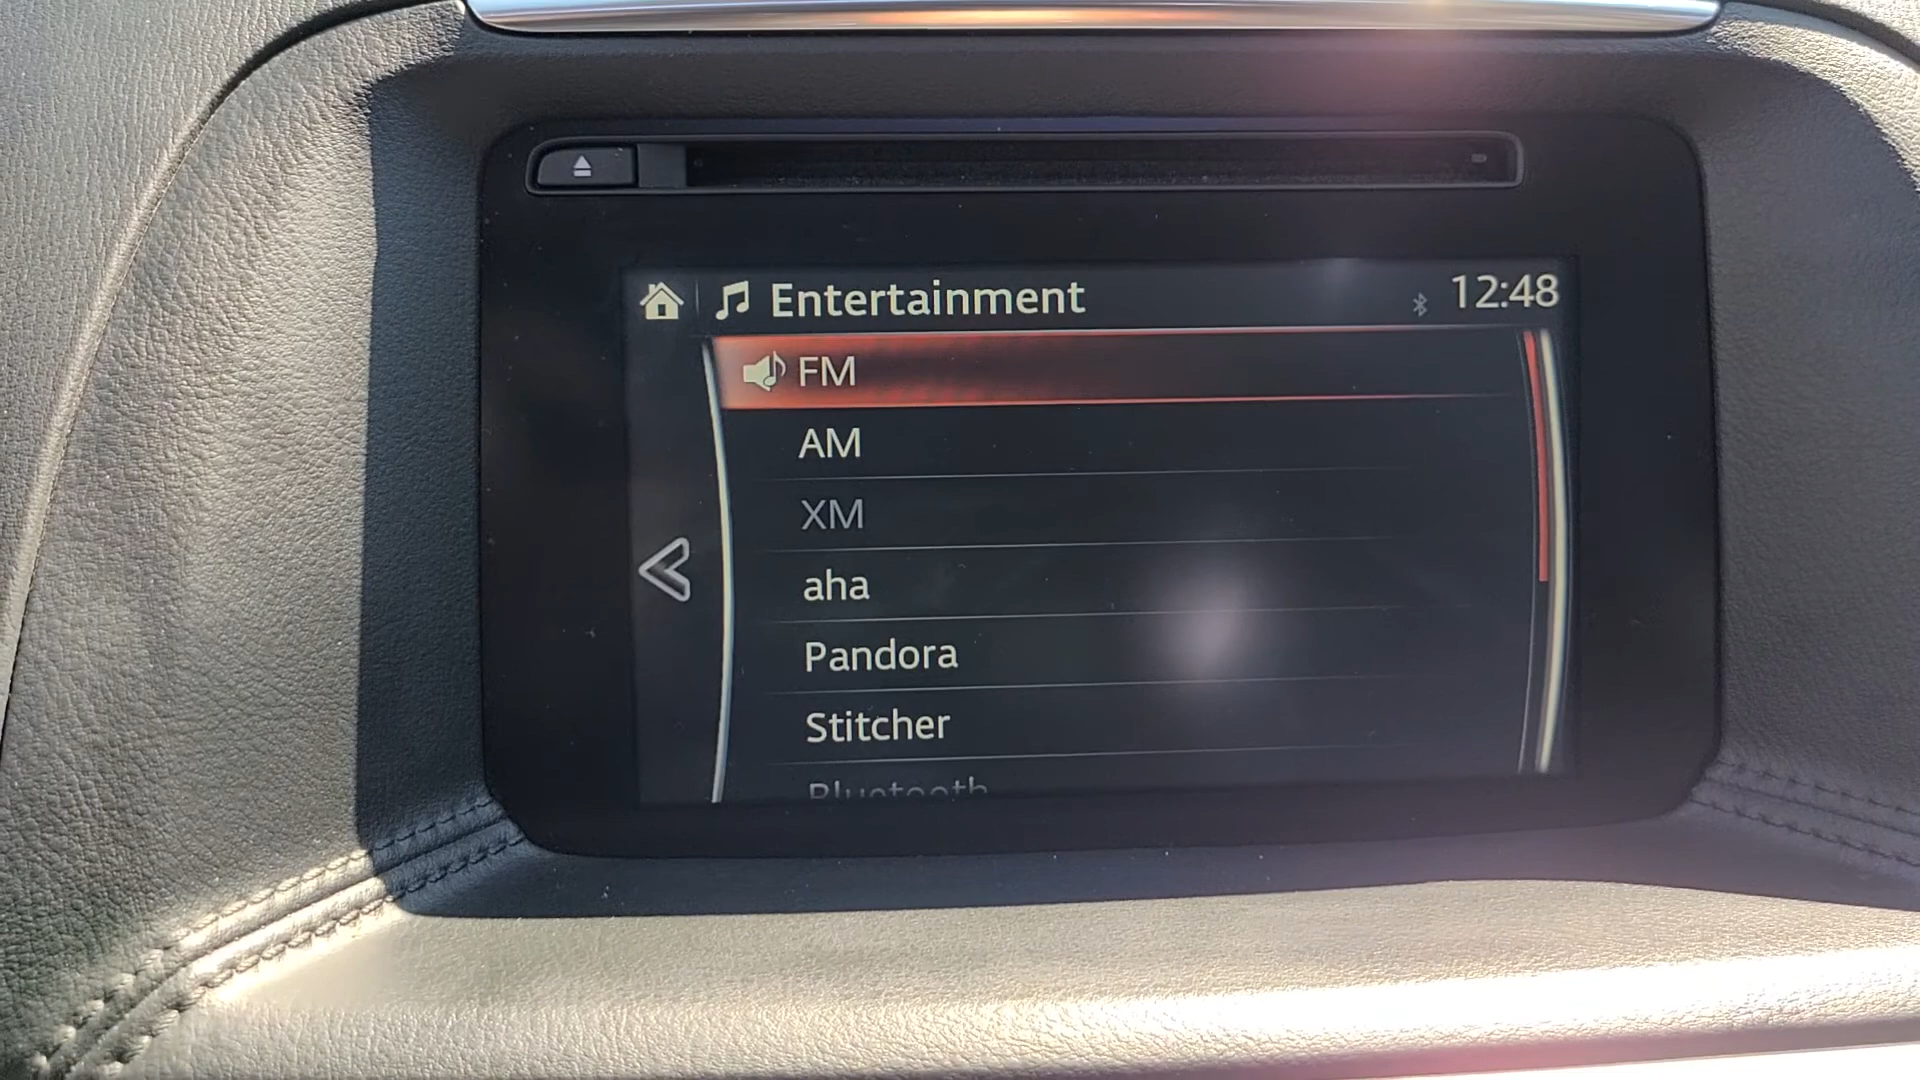 Entertainment
12:48
FM
AM
XM
aha
Pandora
Stitcher
Bluetooth